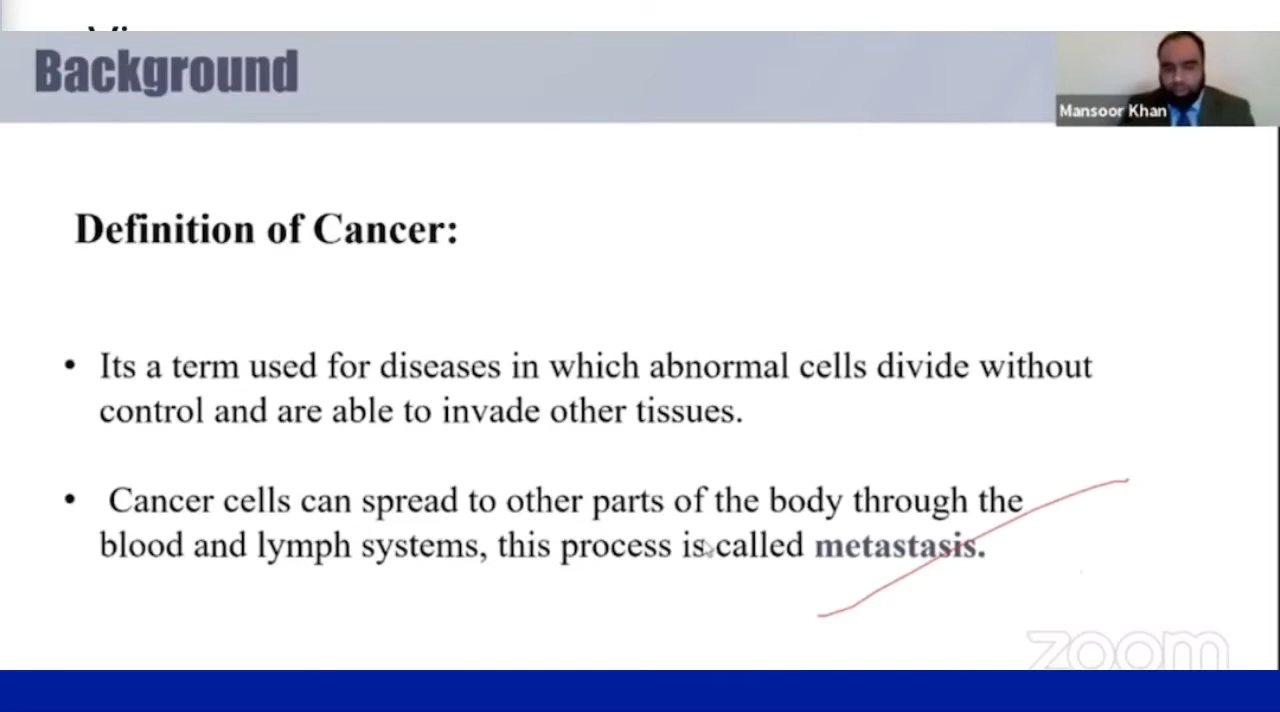 Background
Mansoor Khan
Definition of Cancer:
• Its a term used for diseases in which abnormal cells divide without
control and are able to invade other tissues.
• Cancer cells can spread to other parts of the body through the
blood and lymph systems, this process is called metastasis.
zoom